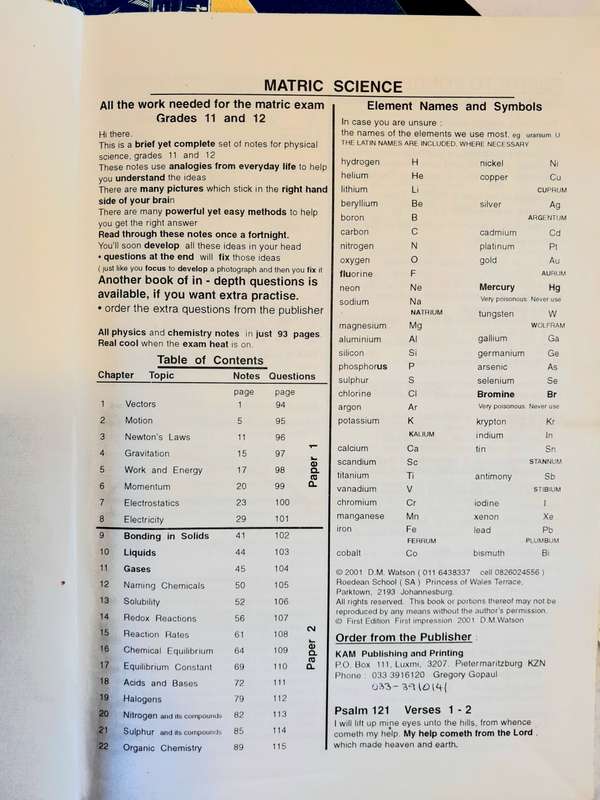 MATRIC SCIENCE
All the work needed for the matric exam
Grades 11 and 12
Hi there.
This is a brief yet complete set of notes for physical
science, grades 11 and 12
These notes use analogies from everyday life to help
you understand the ideas
There are many pictures which stick in the right hand
side of your brain
There are many powerful yet easy methods to help
you get the right answer
Read through these notes once a fortnight.
You'll soon develop all these ideas in your head
• questions at the end will fix those ideas
( just like you focus to develop a photograph and then you fix it
Another book of in - depth questions is
available, if you want extra practise.
• order the extra questions from the publisher
All physics and chemistry notes in just 93 pages.
Real cool when the exam heat is on.
Table of Contents
Chapter Topic Notes Questions
page page
1 Vectors 1 94
2 Motion 5 95
3 Newton's Laws 11 96
4 Gravitation 15 97
5 Work and Energy 17 98
6 Momentum 20 99
7 Electrostatics 23 100
8 Electricity 29 101
Paper 1
9 Bonding in Solids 41 102
10 Liquids 44 103
11 Gases 45 104
12 Naming Chemicals 50 105
13 Solubility 52 106
14 Redox Reactions 56 107
15 Reaction Rates 61 108
16 Chemical Equilibrium 64 109
17 Equilibrium Constant 69 110
18 Acids and Bases 72 111
19 Halogens 79 112
20 Nitrogen and its compounds 82 113
21 Sulphur and its compounds 85 114
22 Organic Chemistry 89 115
Paper 2
Element Names and Symbols
In case you are unsure :
the names of the elements we use most. eg. uranium U
THE LATIN NAMES ARE INCLUDED, WHERE NECESSARY
hydrogen H nickel Ni
helium He copper Cu
lithium Li CUPRUM
beryllium Be silver Ag
boron B ARGENTUM
carbon C cadmium Cd
nitrogen N platinum Pt
oxygen O gold Au
fluorine F AURUM
neon Ne Mercury Hg
sodium Na Very poisonous. Never use
NATRIUM tungsten W
magnesium Mg WOLFRAM
aluminium Al gallium Ga
silicon Si germanium Ge
phosphorus P arsenic As
sulphur S selenium Se
chlorine Cl Bromine Br
argon Ar Very poisonous. Never use
potassium K krypton Kr
KALIUM indium In
calcium Ca tin Sn
scandium Sc STANNUM
titanium Ti antimony Sb
vanadium V STIBIUM
chromium Cr iodine I
manganese Mn xenon Xe
iron Fe lead Pb
FERRUM PLUMBUM
cobalt Co bismuth Bi
© 2001 D.M. Watson ( 011 6438337 cell 0826024556 )
Roedean School ( SA ) Princess of Wales Terrace,
Parktown, 2193 Johannesburg.
All rights reserved. This book or portions thereof may not be
reproduced by any means without the author's permission.
© First Edition First impression 2001 D.M.Watson
Order from the Publisher :
KAM Publishing and Printing
P.O. Box 111, Luxmi, 3207. Pietermaritzburg KZN
Phone : 033 3916120 Gregory Gopaul
033-3910141
Psalm 121 Verses 1 - 2
I will lift up mine eyes unto the hills, from whence
cometh my help. My help cometh from the Lord ,
which made heaven and earth.